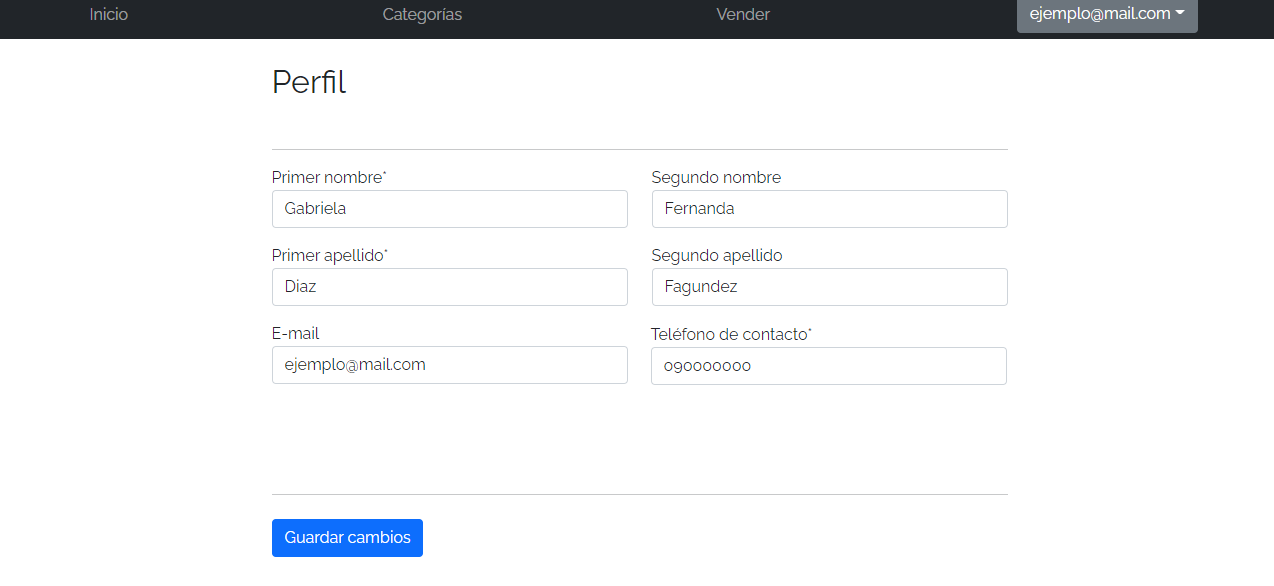 Inicio Categorías Vender ejemplo@mail.com
Perfil
Primer nombre* Segundo nombre
Gabriela Fernanda
Primer apellido* Segundo apellido
Diaz Fagundez
E-mail Teléfono de contacto*
ejemplo@mail.com 090000000
Guardar cambios